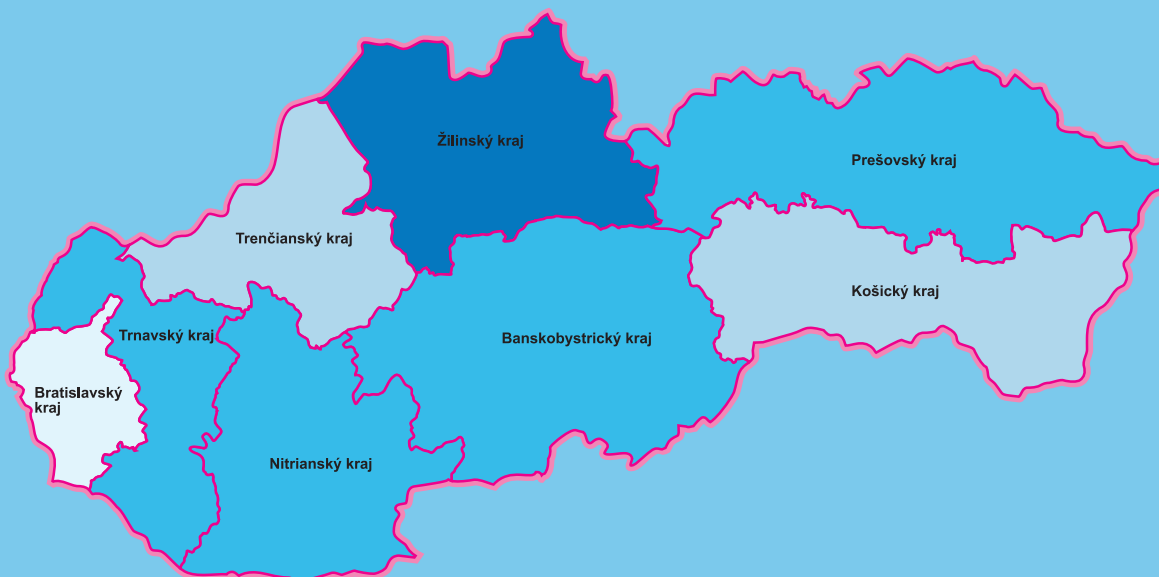 Žilinský kraj
Prešovský kraj
Trenčianský kraj
Košický kraj
Trnavský kraj
Banskobystrický kraj
Bratislavský
kraj
Nitrianský kraj